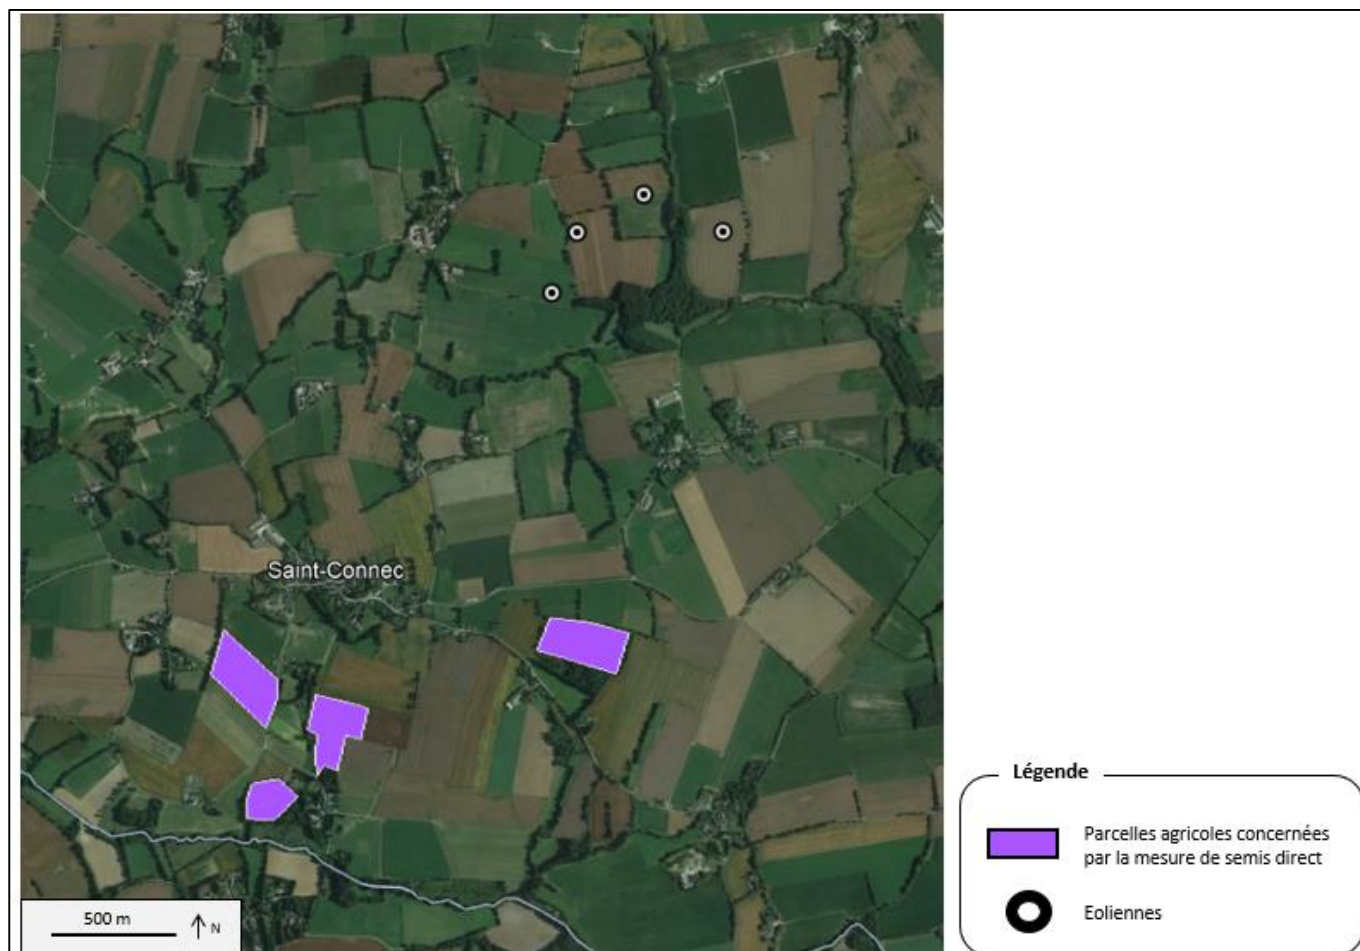 Saint-Connec
500 m
N
Légende
Parcelles agricoles concernées
par la mesure de semis direct
Eoliennes